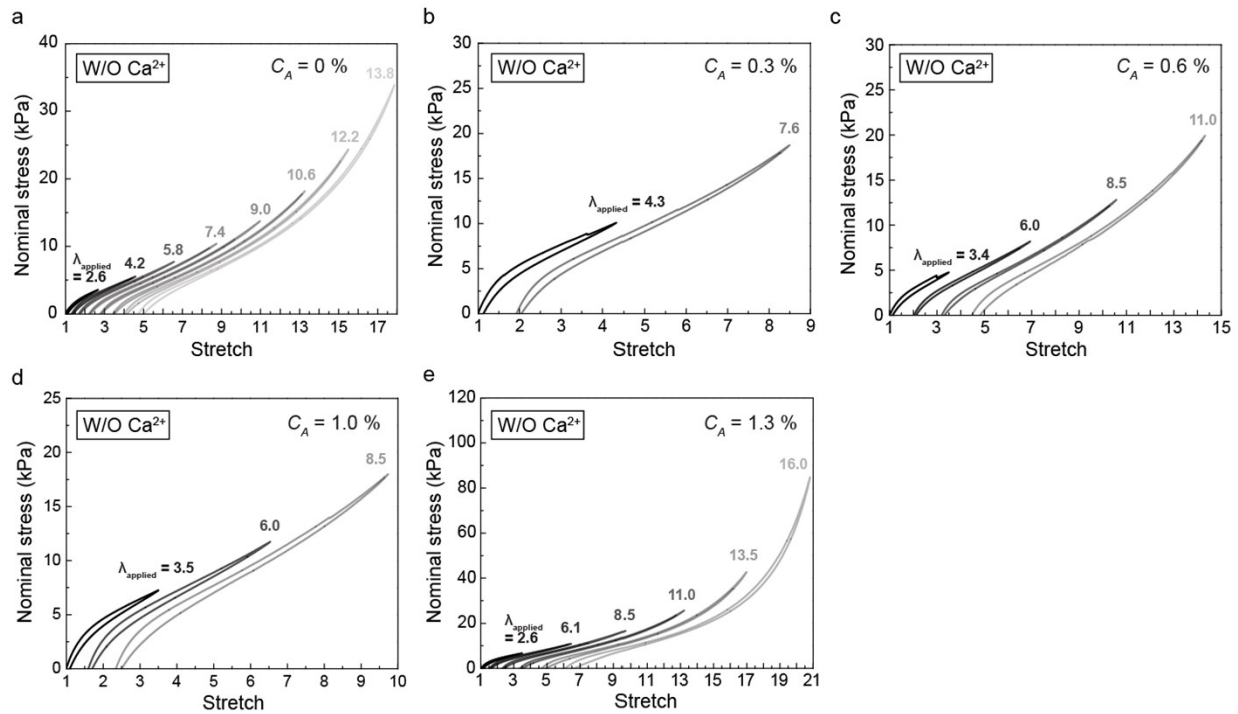 a
W/O Ca²⁺
C_A = 0 %
40
30
20
10
0
Nominal stress (kPa)
λapplied
= 2.6
4.2
5.8
7.4
9.0
10.6
12.2
13.8
1 3 5 7 9 11 13 15 17
Stretch
b
W/O Ca²⁺
C_A = 0.3 %
30
25
20
15
10
5
0
Nominal stress (kPa)
λapplied = 4.3
7.6
1 2 3 4 5 6 7 8 9
Stretch
c
W/O Ca²⁺
C_A = 0.6 %
30
25
20
15
10
5
0
Nominal stress (kPa)
λapplied = 3.4
6.0
8.5
11.0
1 3 5 7 9 11 13 15
Stretch
d
W/O Ca²⁺
C_A = 1.0 %
25
20
15
10
5
0
Nominal stress (kPa)
λapplied = 3.5
6.0
8.5
1 2 3 4 5 6 7 8 9 10
Stretch
e
W/O Ca²⁺
C_A = 1.3 %
120
100
80
60
40
20
0
Nominal stress (kPa)
λapplied
= 2.6
6.1
8.5
11.0
13.5
16.0
1 3 5 7 9 11 13 15 17 19 21
Stretch